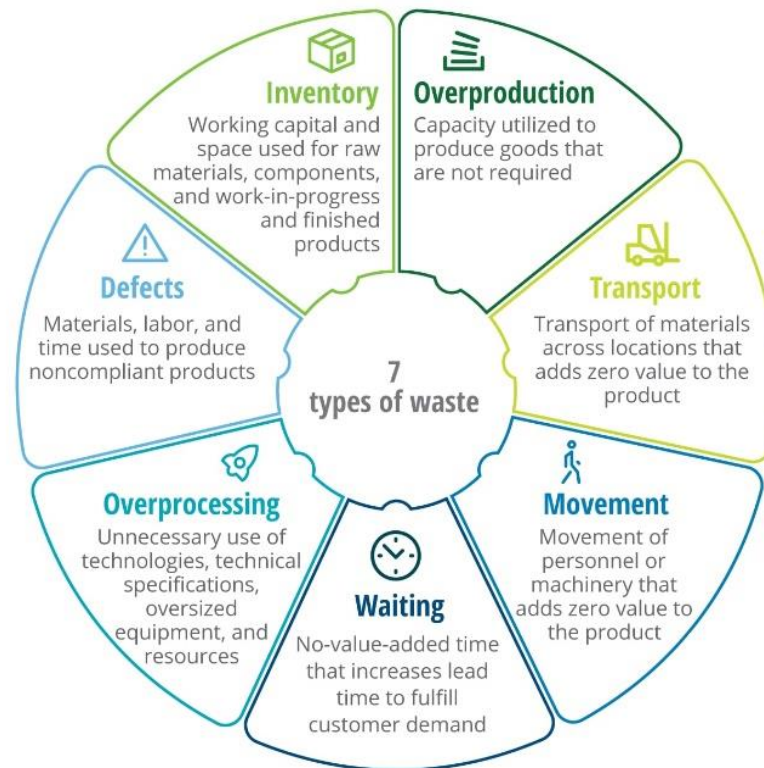 7
types of waste
Inventory
Working capital and
space used for raw
materials, components,
and work-in-progress
and finished
products
Overproduction
Capacity utilized to
produce goods that
are not required
Transport
Transport of materials
across locations that
adds zero value to the
product
Movement
Movement of
personnel or
machinery that
adds zero value to
the product
Waiting
No-value-added time
that increases lead
time to fulfill
customer demand
Overprocessing
Unnecessary use of
technologies, technical
specifications,
oversized
equipment, and
resources
Defects
Materials, labor, and
time used to produce
noncompliant products